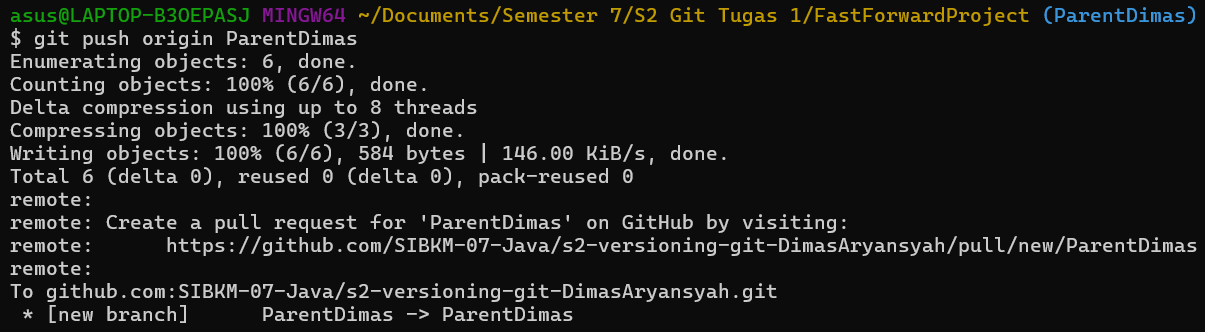 asus@LAPTOP-B3OEPASJ MINGW64 ~/Documents/Semester 7/S2 Git Tugas 1/FastForwardProject (ParentDimas)
$ git push origin ParentDimas
Enumerating objects: 6, done.
Counting objects: 100% (6/6), done.
Delta compression using up to 8 threads
Compressing objects: 100% (3/3), done.
Writing objects: 100% (6/6), 584 bytes | 146.00 KiB/s, done.
Total 6 (delta 0), reused 0 (delta 0), pack-reused 0
remote:
remote: Create a pull request for 'ParentDimas' on GitHub by visiting:
remote:      https://github.com/SIBKM-07-Java/s2-versioning-git-DimasAryansyah/pull/new/ParentDimas
remote:
To github.com:SIBKM-07-Java/s2-versioning-git-DimasAryansyah.git
 * [new branch]      ParentDimas -> ParentDimas